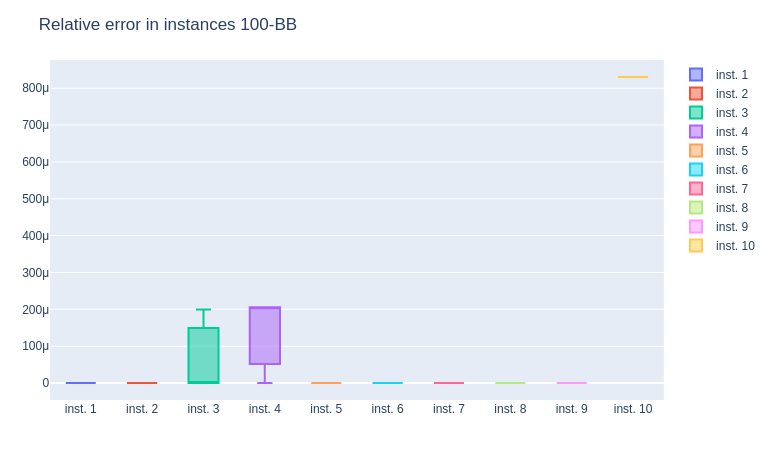 Relative error in instances 100-BB
800μ
700μ
600μ
500μ
400μ
300μ
200μ
100μ
0
inst. 1
inst. 2
inst. 3
inst. 4
inst. 5
inst. 6
inst. 7
inst. 8
inst. 9
inst. 10
inst. 1
inst. 2
inst. 3
inst. 4
inst. 5
inst. 6
inst. 7
inst. 8
inst. 9
inst. 10